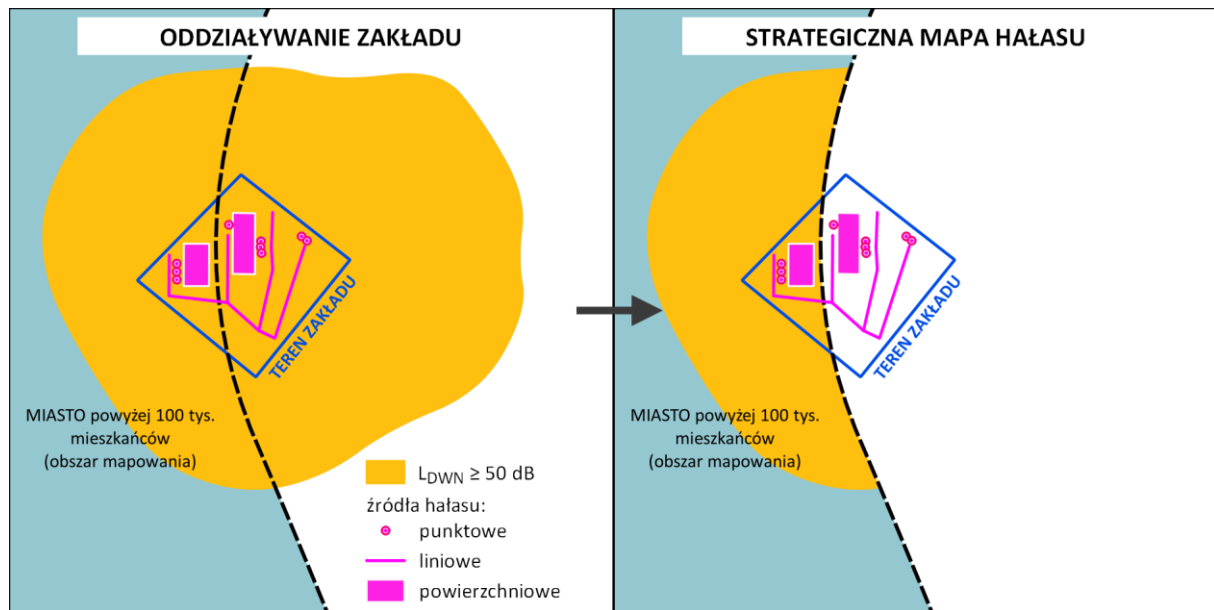 ODDZIAŁYWANIE ZAKŁADU
TEREN ZAKŁADU
MIASTO powyżej 100 tys.
mieszkańców
(obszar mapowania)
L_DWN ≥ 50 dB
źródła hałasu:
punktowe
liniowe
powierzchniowe
STRATEGICZNA MAPA HAŁASU
TEREN ZAKŁADU
MIASTO powyżej 100 tys.
mieszkańców
(obszar mapowania)